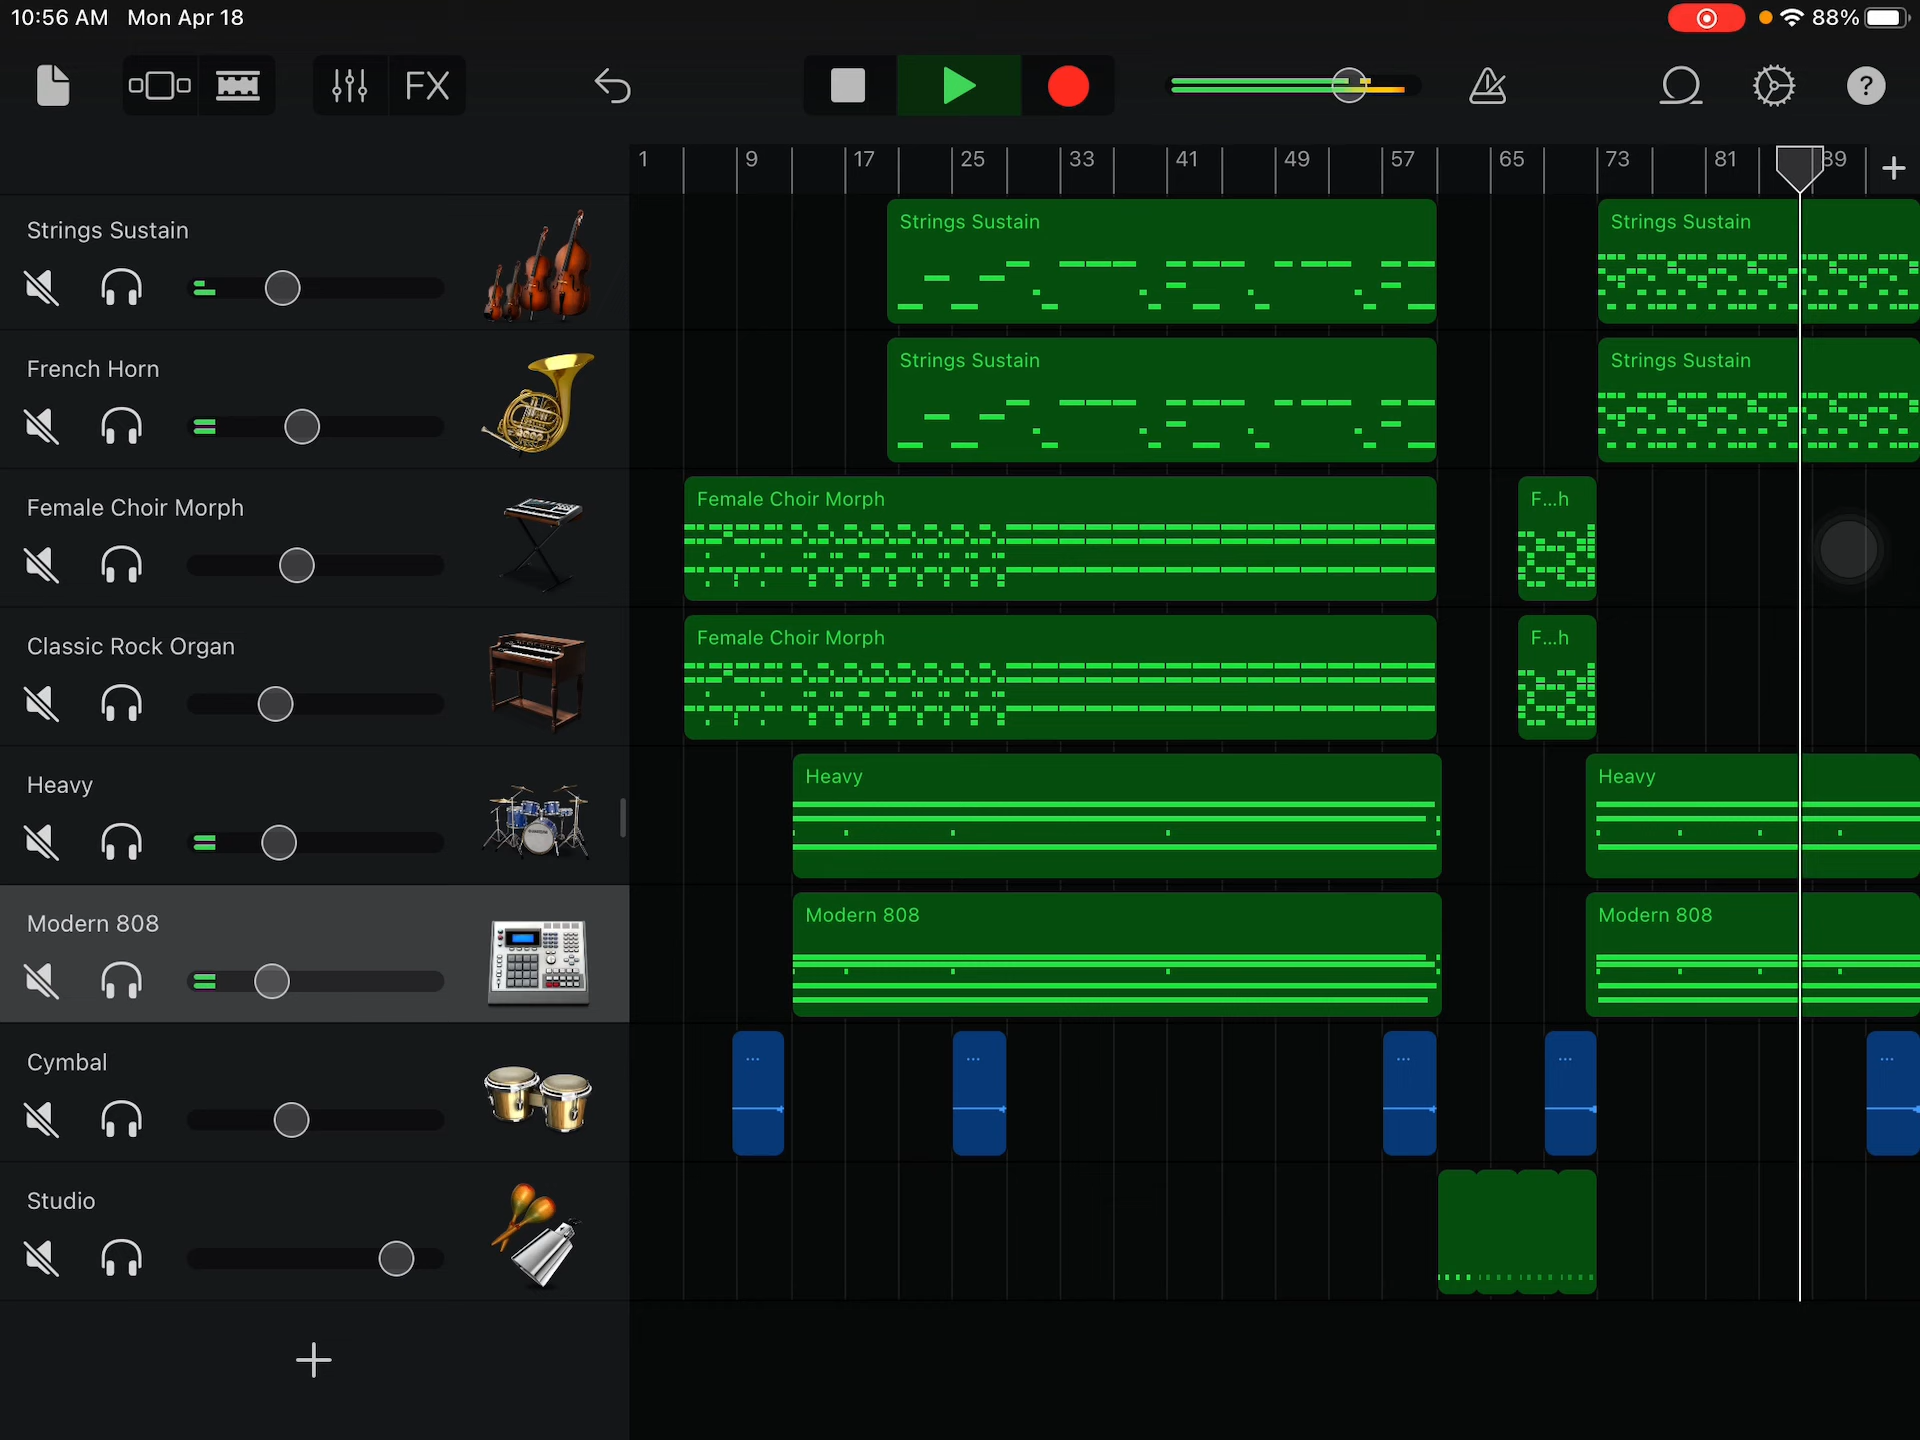 10:56 AM Mon Apr 18
88%
FX
?
1 9 17 25 33 41 49 57 65 73 81 89
Strings Sustain
Strings Sustain
Strings Sustain
French Horn
Strings Sustain
Strings Sustain
Female Choir Morph
Female Choir Morph
F...h
Classic Rock Organ
Female Choir Morph
F...h
Heavy
Heavy
Heavy
Modern 808
Modern 808
Modern 808
Cymbal
... ... ... ... ...
Studio